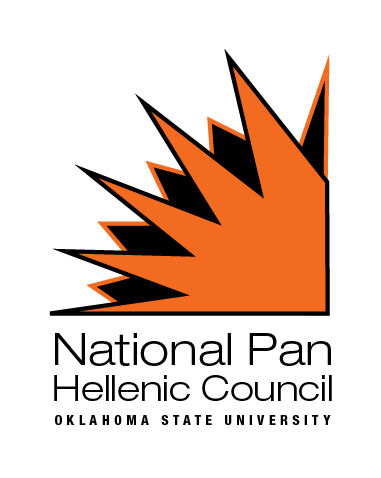 National Pan
Hellenic Council
OKLAHOMA STATE UNIVERSITY